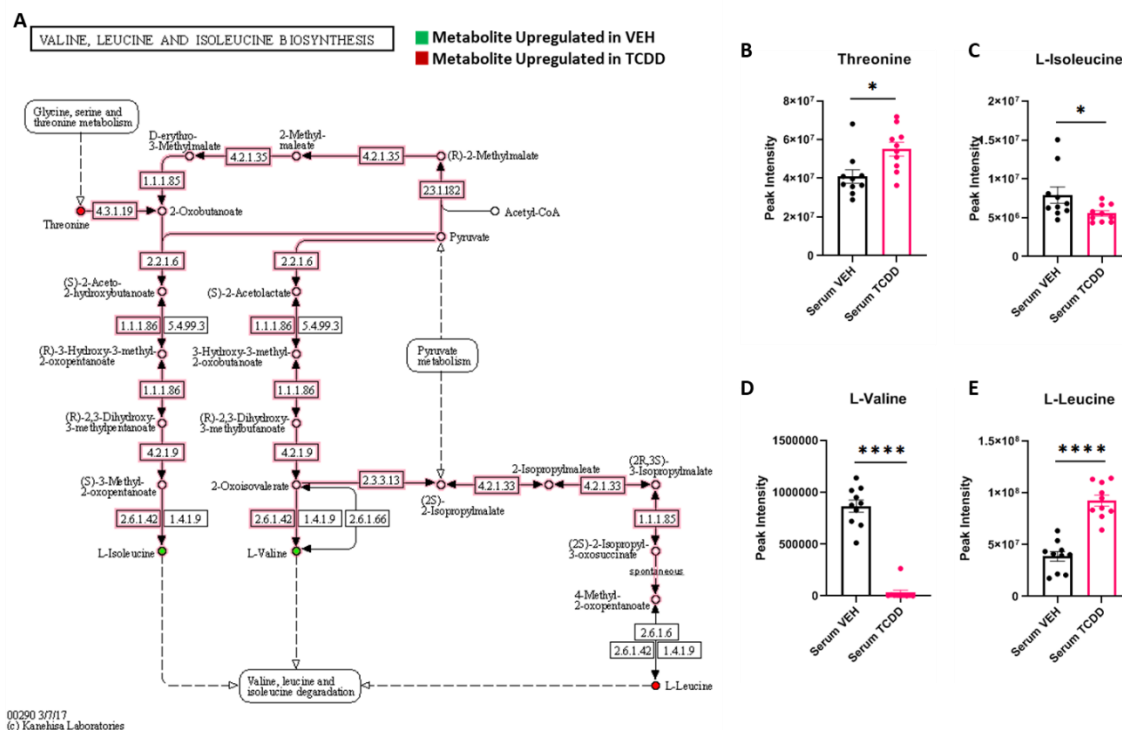 A
VALINE, LEUCINE AND ISOLEUCINE BIOSYNTHESIS
Metabolite Upregulated in VEH
Metabolite Upregulated in TCDD
Glycine, serine and
threonine metabolism
D-erythro-
3-Methylmalate
2-Methyl-
maleate
4.2.1.35
4.2.1.35
(R)-2-Methylmalate
1.1.1.85
2.3.1.182
Threonine
4.3.1.19
2-Oxobutanoate
Acetyl-CoA
Pyruvate
2.2.1.6
2.2.1.6
(S)-2-Aceto-
2-hydroxybutanoate
(S)-2-Acetolactate
1.1.1.86
5.4.99.3
1.1.1.86
5.4.99.3
(R)-3-Hydroxy-3-methyl-
2-oxopentanoate
3-Hydroxy-3-methyl-
2-oxobutanoate
Pyruvate
metabolism
1.1.1.86
1.1.1.86
(R)-2,3-Dihydroxy-
3-methylpentanoate
(R)-2,3-Dihydroxy-
3-methylbutanoate
4.2.1.9
4.2.1.9
(S)-3-Methyl-
2-oxopentanoate
2-Oxoisovalerate
2.3.3.13
(2S)-
2-Isopropylmalate
4.2.1.33
2-Isopropylmaleate
4.2.1.33
(2R,3S)-
3-Isopropylmalate
2.6.1.42
1.4.1.9
2.6.1.42
1.4.1.9
2.6.1.66
1.1.1.85
L-Isoleucine
L-Valine
(2S)-2-Isopropyl-
3-oxosuccinate
spontaneous
4-Methyl-
2-oxopentanoate
2.6.1.6
2.6.1.42
1.4.1.9
Valine, leucine and
isoleucine degradation
L-Leucine
00290 3/7/17
(c) Kanehisa Laboratories
B
Threonine
Peak Intensity
8×10⁷
6×10⁷
4×10⁷
2×10⁷
0
*
Serum VEH
Serum TCDD
C
L-Isoleucine
Peak Intensity
2×10⁷
1.5×10⁷
1×10⁷
5×10⁶
0
*
Serum VEH
Serum TCDD
D
L-Valine
Peak Intensity
1500000
1000000
500000
0
****
Serum VEH
Serum TCDD
E
L-Leucine
Peak Intensity
1.5×10⁸
1×10⁸
5×10⁷
0
****
Serum VEH
Serum TCDD